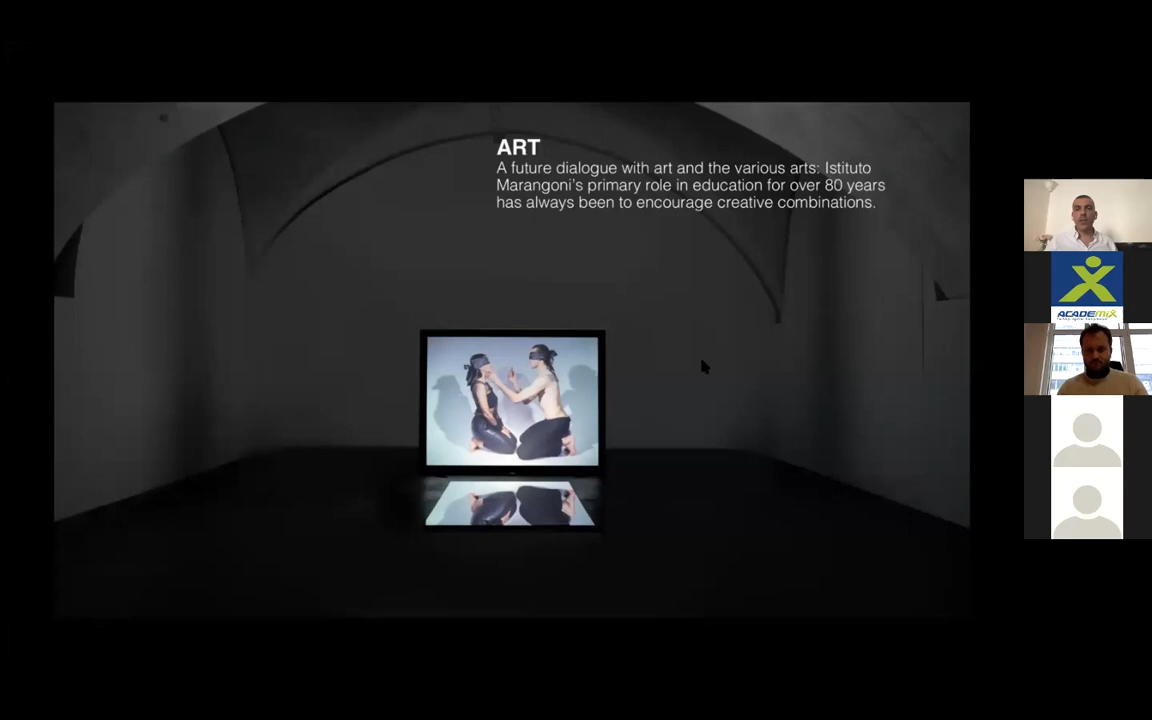 ART
A future dialogue with art and the various arts: Istituto
Marangoni's primary role in education for over 80 years
has always been to encourage creative combinations.
ACADEMIX